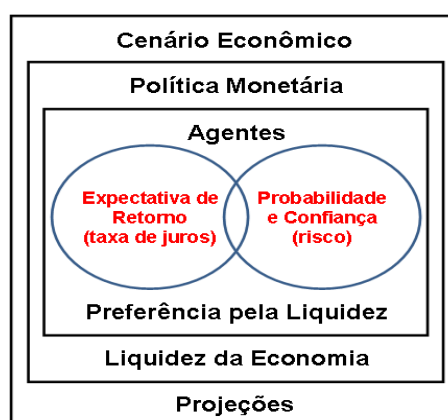 Cenário Econômico
Política Monetária
Agentes
Expectativa de
Retorno
(taxa de juros)
Probabilidade
e Confiança
(risco)
Preferência pela Liquidez
Liquidez da Economia
Projeções